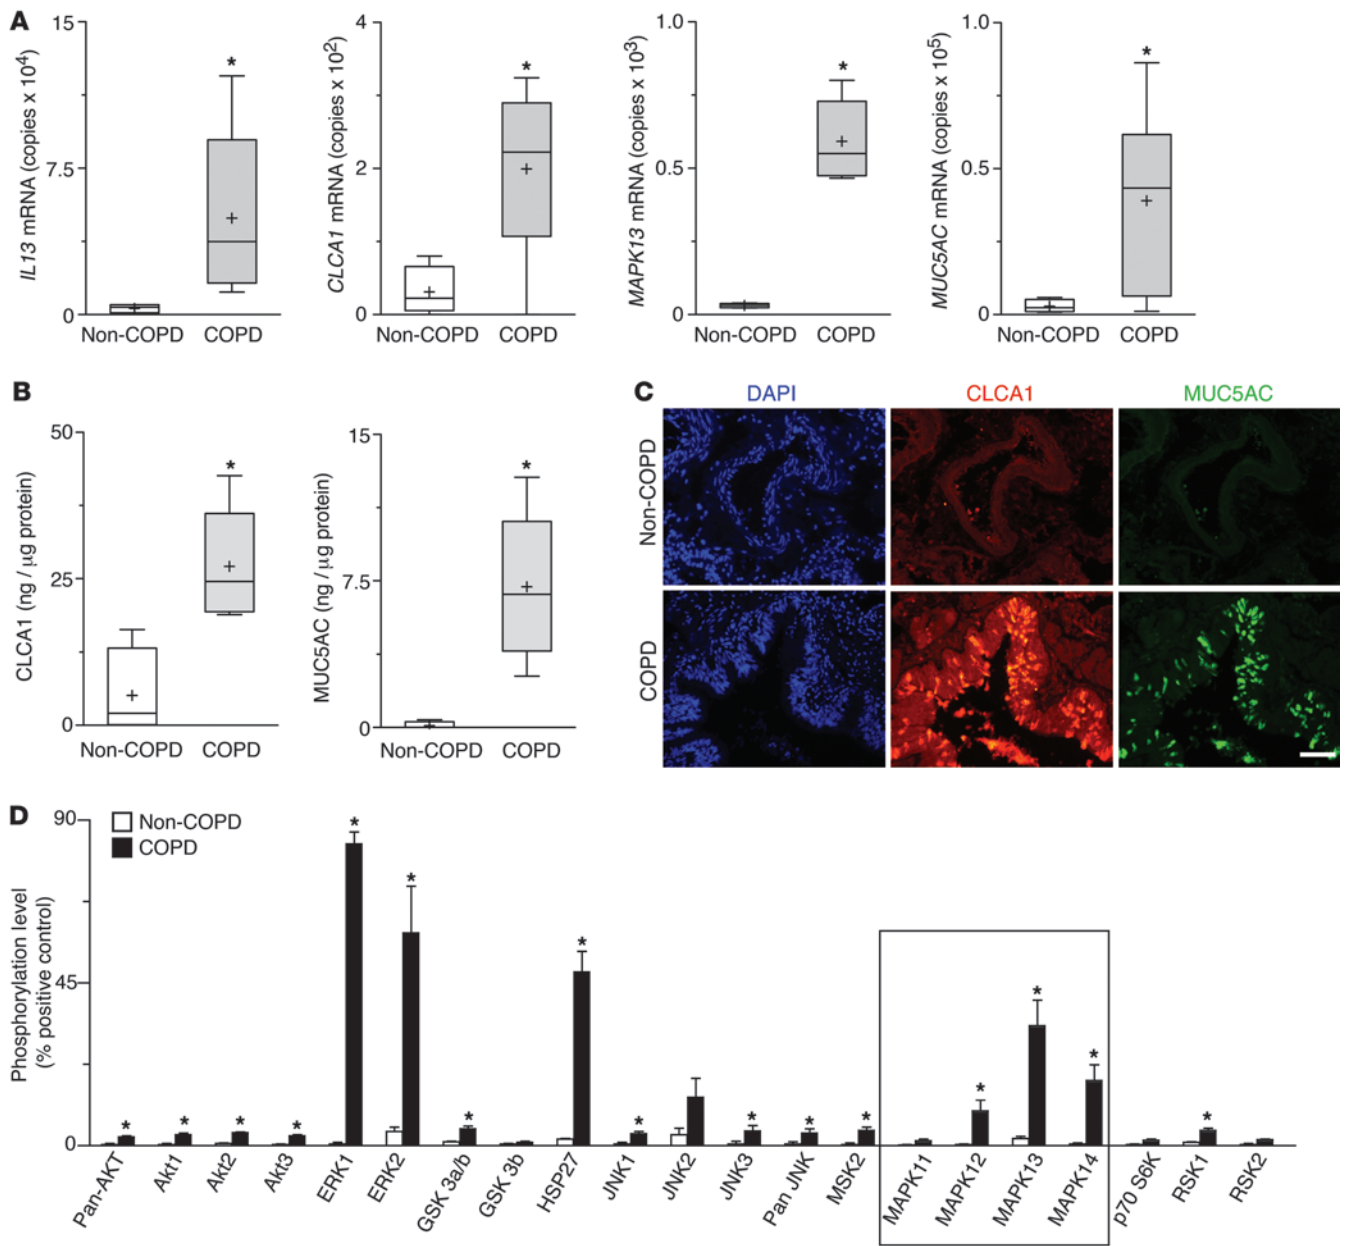 A
15
7.5
0
IL13 mRNA (copies x 10⁴)
*
Non-COPD COPD
4
2
0
CLCA1 mRNA (copies x 10²)
*
Non-COPD COPD
1.0
0.5
0
MAPK13 mRNA (copies x 10³)
*
Non-COPD COPD
1.0
0.5
0
MUC5AC mRNA (copies x 10⁵)
*
Non-COPD COPD
B
50
25
0
CLCA1 (ng / µg protein)
*
Non-COPD COPD
15
7.5
0
MUC5AC (ng / µg protein)
*
Non-COPD COPD
C
DAPI CLCA1 MUC5AC
Non-COPD
COPD
D
90
45
0
Phosphorylation level
(% positive control)
Non-COPD
COPD
* * * * * * * * * * * * * * * *
Pan-AKT
Akt1
Akt2
Akt3
ERK1
ERK2
GSK 3a/b
GSK 3b
HSP27
JNK1
JNK2
JNK3
Pan JNK
MSK2
MAPK11
MAPK12
MAPK13
MAPK14
p70 S6K
RSK1
RSK2